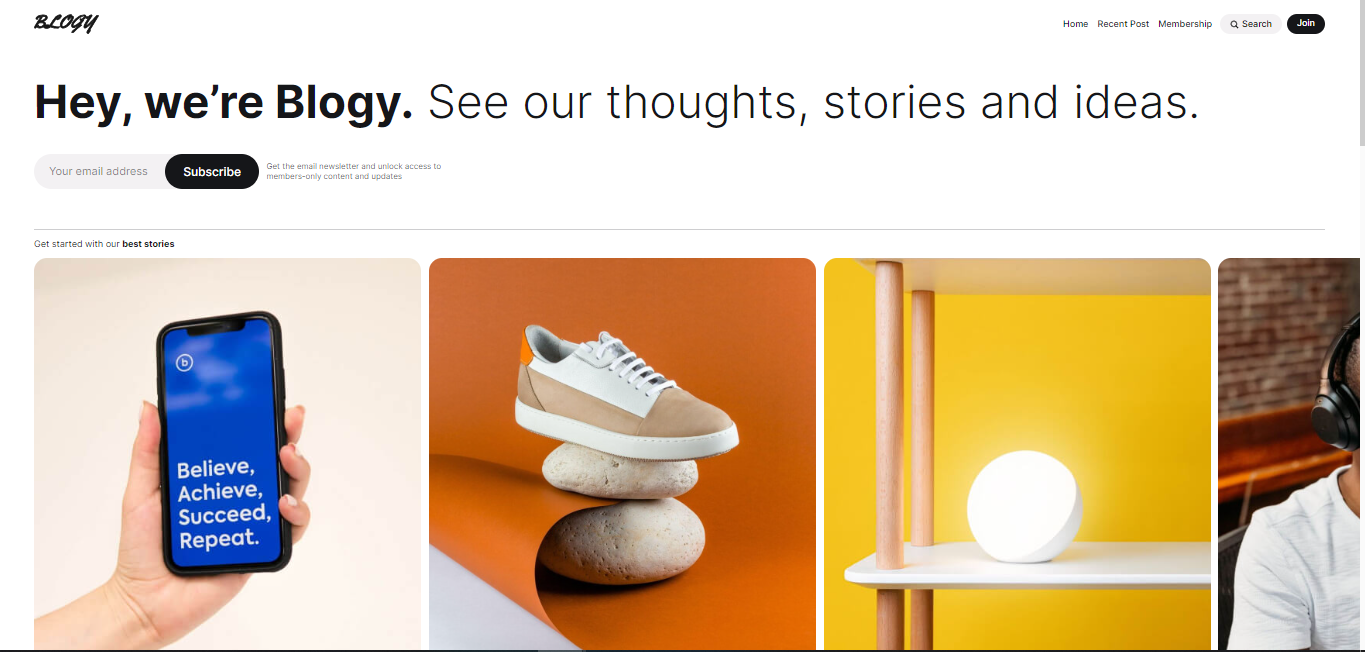 BLOGY
Home Recent Post Membership Search Join
Hey, we’re Blogy. See our thoughts, stories and ideas.
Your email address Subscribe
Get the email newsletter and unlock access to
members-only content and updates
Get started with our best stories
b
Believe,
Achieve,
Succeed,
Repeat.